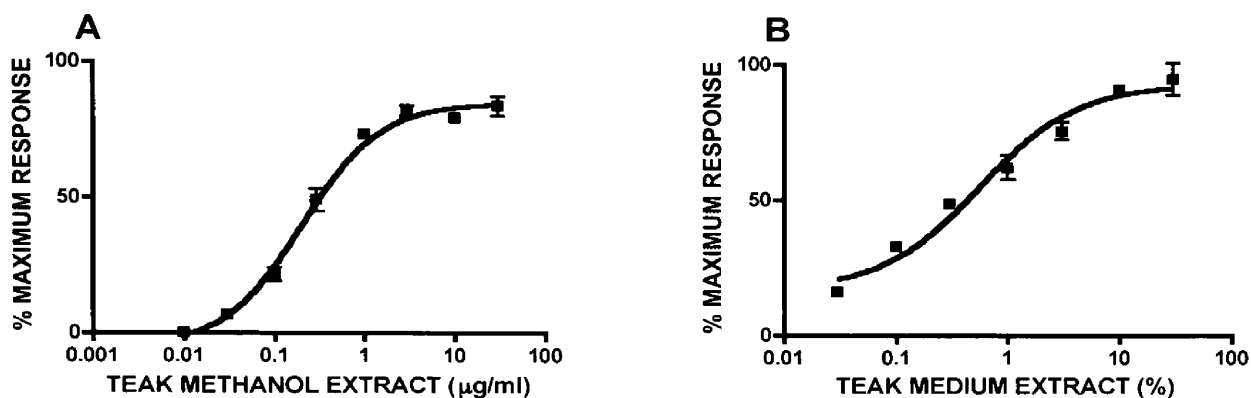 A
% MAXIMUM RESPONSE
100
50
0
0.001 0.01 0.1 1 10 100
TEAK METHANOL EXTRACT (µg/ml)
B
% MAXIMUM RESPONSE
100
50
0
0.01 0.1 1 10 100
TEAK MEDIUM EXTRACT (%)